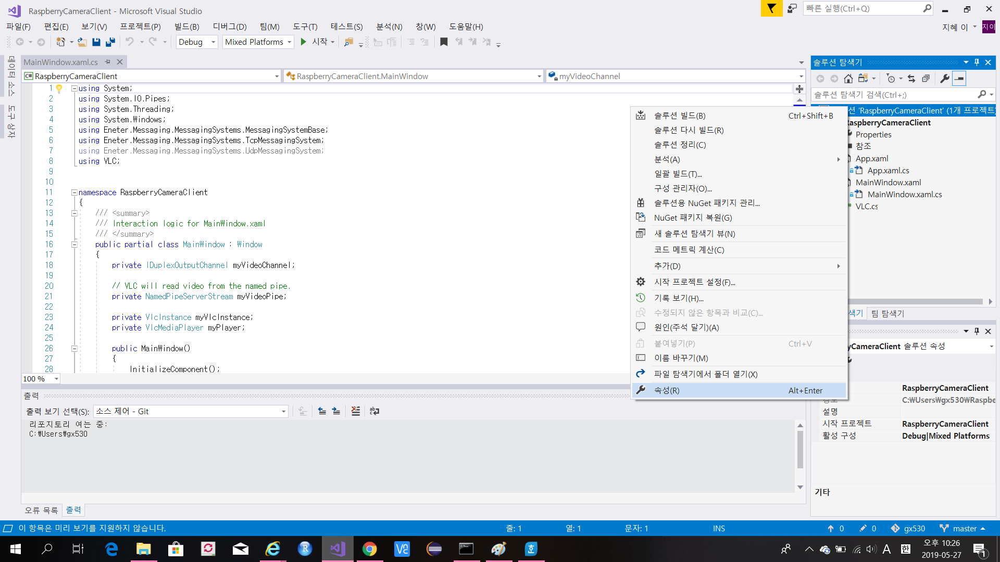 RaspberryCameraClient - Microsoft Visual Studio
빠른 실행(Ctrl+Q)
파일(F) 편집(E) 보기(V) 프로젝트(P) 빌드(B) 디버그(D) 팀(M) 도구(T) 테스트(S) 분석(N) 창(W) 도움말(H)
지혜 이 지이
Debug Mixed Platforms 시작
데이터 소스
도구 상자
MainWindow.xaml.cs
RaspberryCameraClient RaspberryCameraClient.MainWindow myVideoChannel
1 using System;
2 using System.IO.Pipes;
3 using System.Threading;
4 using System.Windows;
5 using Eneter.Messaging.MessagingSystems.MessagingSystemBase;
6 using Eneter.Messaging.MessagingSystems.TcpMessagingSystem;
7 using Eneter.Messaging.MessagingSystems.UdpMessagingSystem;
8 using VLC;
9
10
11 namespace RaspberryCameraClient
12 {
13 /// <summary>
14 /// Interaction logic for MainWindow.xaml
15 /// </summary>
16 public partial class MainWindow : Window
17 {
18 private IDuplexOutputChannel myVideoChannel;
19
20 // VLC will read video from the named pipe.
21 private NamedPipeServerStream myVideoPipe;
22
23 private VlcInstance myVlcInstance;
24 private VlcMediaPlayer myPlayer;
25
26 public MainWindow()
27 {
28 InitializeComponent();
100 %
솔루션 빌드(B) Ctrl+Shift+B
솔루션 다시 빌드(R)
솔루션 정리(C)
분석(A)
일괄 빌드(T)...
구성 관리자(O)...
솔루션용 NuGet 패키지 관리...
NuGet 패키지 복원(G)
새 솔루션 탐색기 뷰(N)
코드 메트릭 계산(C)
추가(D)
시작 프로젝트 설정(F)...
기록 보기(H)...
수정되지 않은 항목과 비교(C)...
원인(주석 달기)(A)
붙여넣기(P) Ctrl+V
이름 바꾸기(M)
파일 탐색기에서 폴더 열기(X)
속성(R) Alt+Enter
솔루션 탐색기
솔루션 탐색기 검색(Ctrl+;)
션 'RaspberryCameraClient' (1개 프로젝트)
RaspberryCameraClient
Properties
참조
App.xaml
App.xaml.cs
MainWindow.xaml
MainWindow.xaml.cs
VLC.cs
색기 팀 탐색기
yCameraClient 솔루션 속성
RaspberryCameraClient
경로 C:₩Users₩gx530₩Raspbe
설명
시작 프로젝트 RaspberryCameraClient
활성 구성 Debug|Mixed Platforms
기타
출력
출력 보기 선택(S): 소스 제어 - Git
리포지토리 여는 중:
C:₩Users₩gx530
오류 목록 출력
이 항목은 미리 보기를 지원하지 않습니다. 줄: 1 열: 1 문자: 1 INS 0 0 gx530 master
A 한 오후 10:26
2019-05-27
1